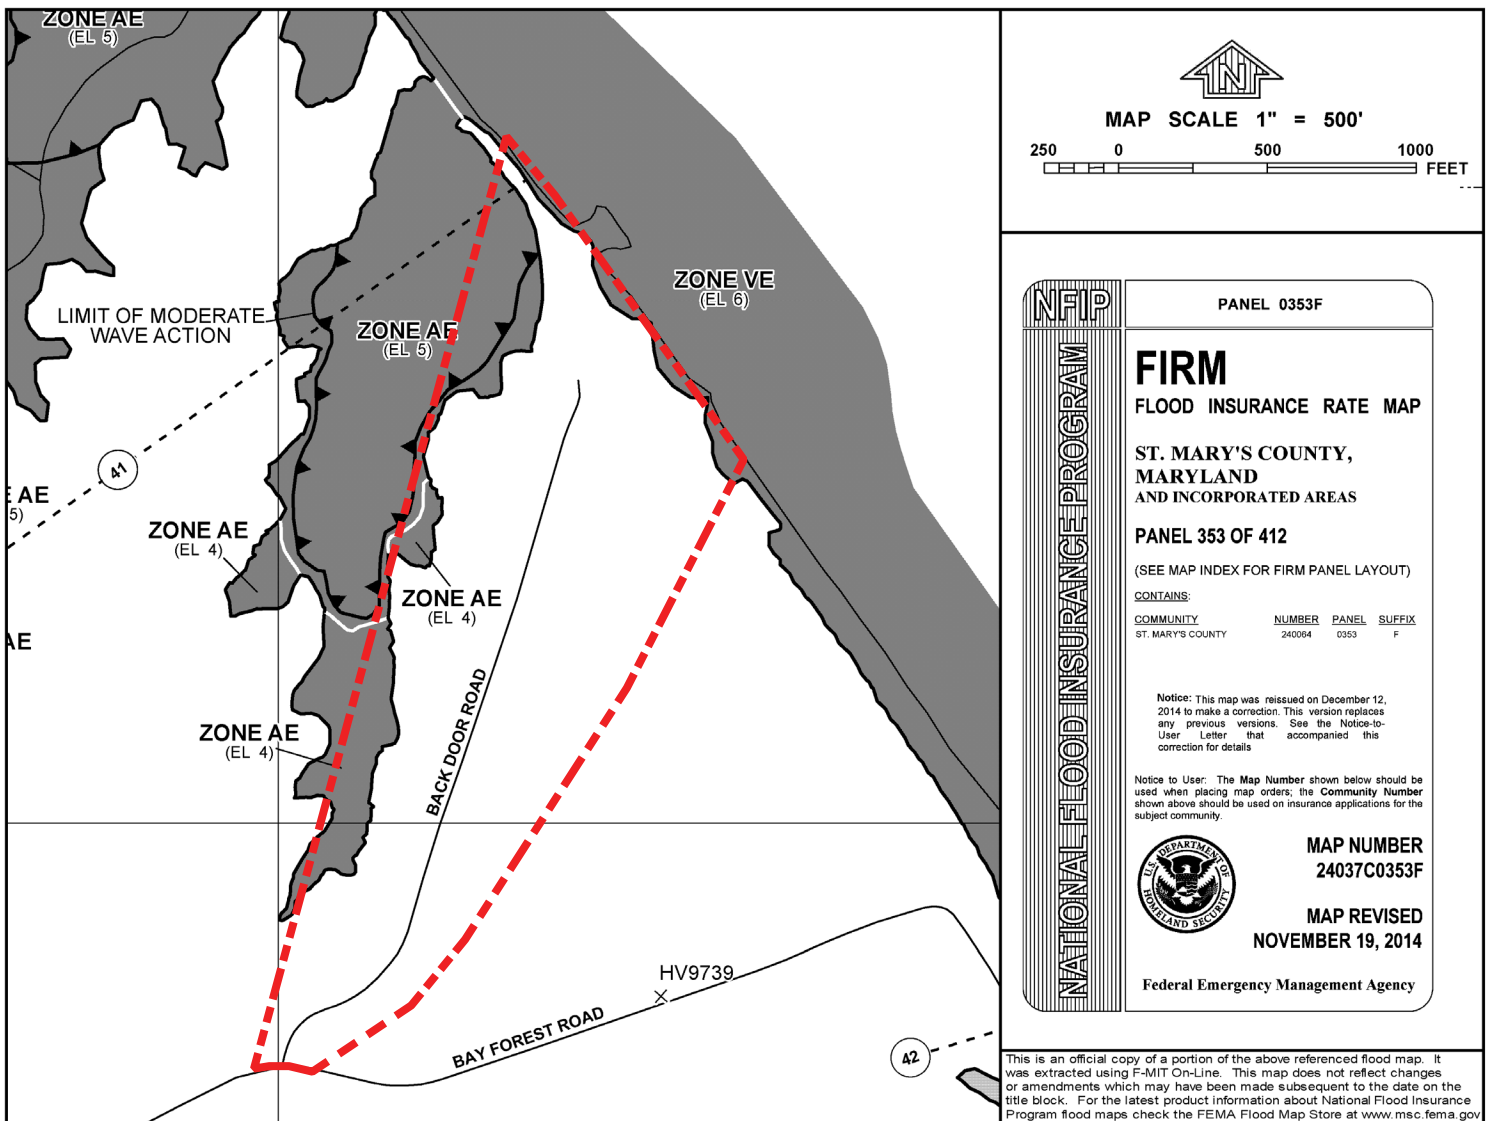 ZONE AE
(EL 5)
LIMIT OF MODERATE
WAVE ACTION
ZONE AE
(EL 5)
ZONE VE
(EL 6)
41
E AE
5)
ZONE AE
(EL 4)
ZONE AE
(EL 4)
AE
ZONE AE
(EL 4)
BACK DOOR ROAD
HV9739
BAY FOREST ROAD
42
N
MAP SCALE 1" = 500'
250 0 500 1000
FEET
NFIP
NATIONAL FLOOD INSURANCE PROGRAM
PANEL 0353F
FIRM
FLOOD INSURANCE RATE MAP
ST. MARY'S COUNTY,
MARYLAND
AND INCORPORATED AREAS
PANEL 353 OF 412
(SEE MAP INDEX FOR FIRM PANEL LAYOUT)
CONTAINS:
COMMUNITY NUMBER PANEL SUFFIX
ST. MARY'S COUNTY 240064 0353 F
Notice: This map was reissued on December 12,
2014 to make a correction. This version replaces
any previous versions. See the Notice-to-
User Letter that accompanied this
correction for details
Notice to User: The Map Number shown below should be
used when placing map orders; the Community Number
shown above should be used on insurance applications for the
subject community.
U.S. DEPARTMENT OF
HOMELAND SECURITY
MAP NUMBER
24037C0353F
MAP REVISED
NOVEMBER 19, 2014
Federal Emergency Management Agency
This is an official copy of a portion of the above referenced flood map. It
was extracted using F-MIT On-Line. This map does not reflect changes
or amendments which may have been made subsequent to the date on the
title block. For the latest product information about National Flood Insurance
Program flood maps check the FEMA Flood Map Store at www.msc.fema.gov